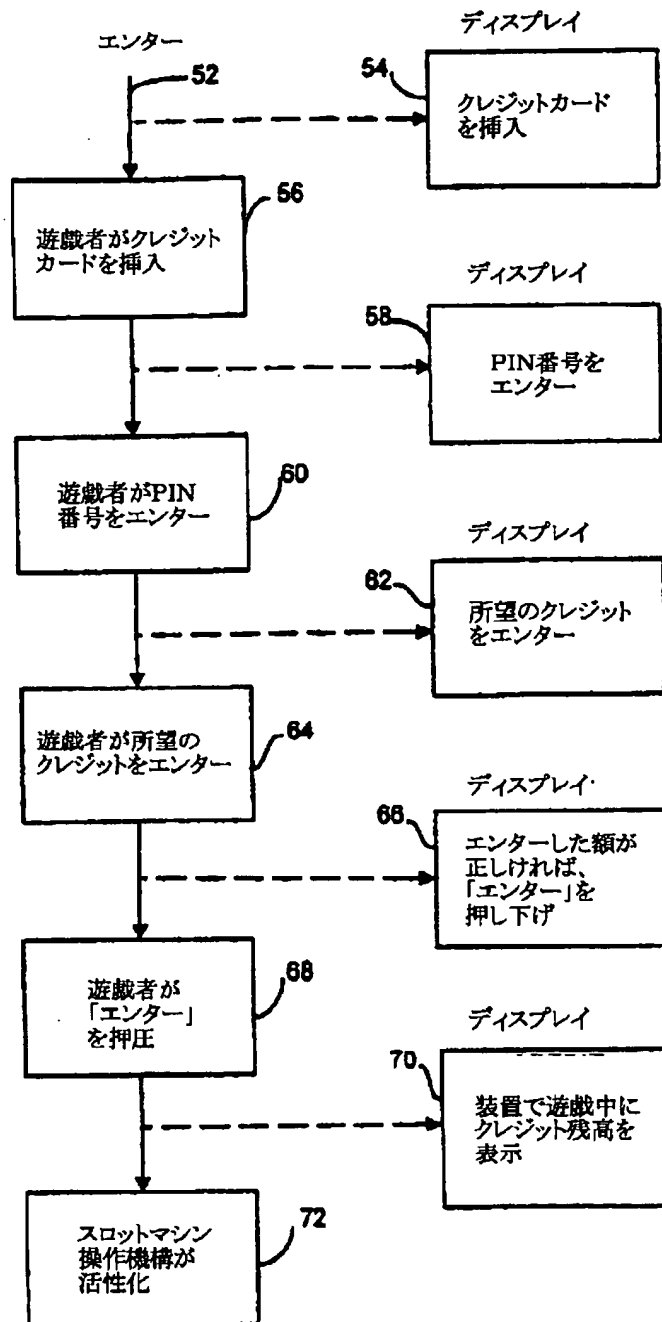 エンター
52
ディスプレイ
54
クレジットカード
を挿入
56
遊戯者がクレジット
カードを挿入
ディスプレイ
58
PIN番号を
エンター
60
遊戯者がPIN
番号をエンター
ディスプレイ
62
所望のクレジット
をエンター
64
遊戯者が所望の
クレジットをエンター
ディスプレイ
66
エンターした額が
正しければ、
「エンター」を
押し下げ
68
遊戯者が
「エンター」
を押圧
ディスプレイ
70
装置で遊戯中に
クレジット残高を
表示
72
スロットマシン
操作機構が
活性化